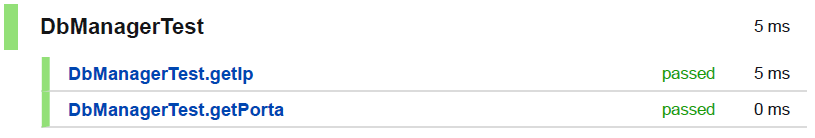 DbManagerTest 5 ms
DbManagerTest.getIp passed 5 ms
DbManagerTest.getPorta passed 0 ms